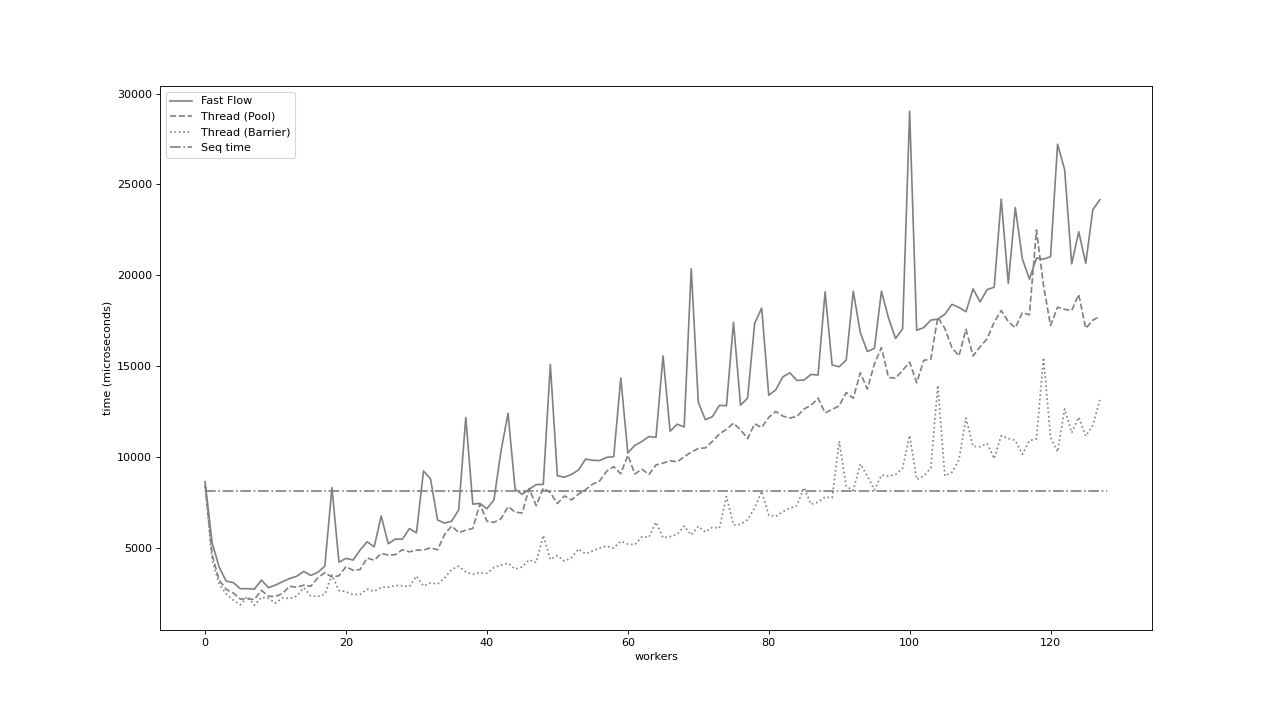 30000
25000
20000
15000
10000
5000
time (microseconds)
Fast Flow
Thread (Pool)
Thread (Barrier)
Seq time
0 20 40 60 80 100 120
workers